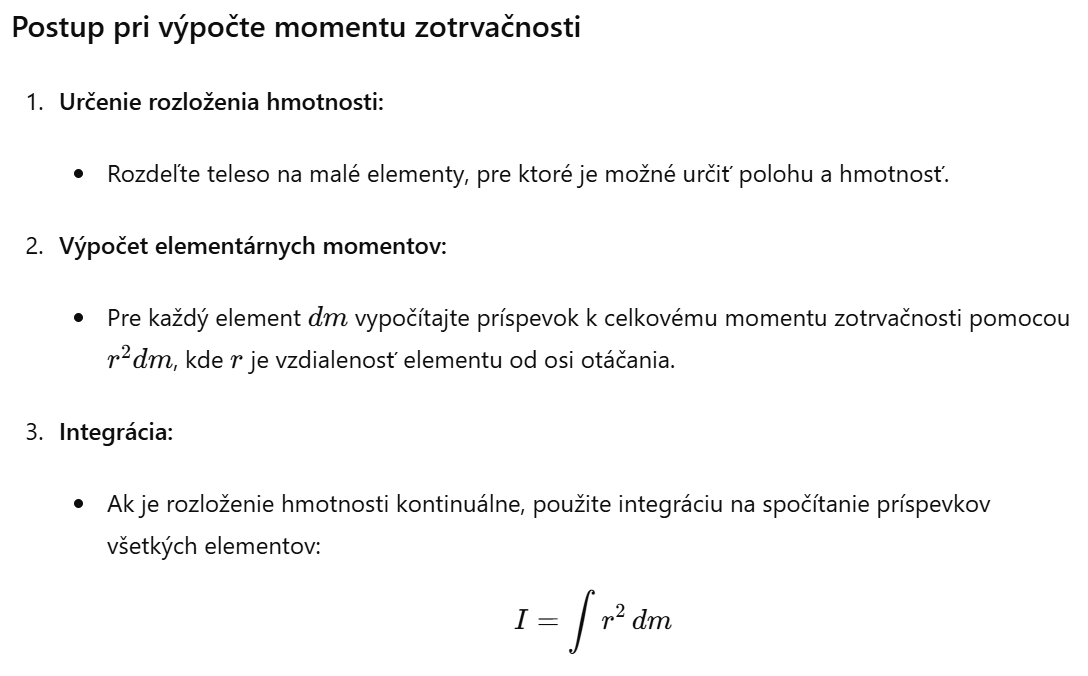 Postup pri výpočte momentu zotrvačnosti
1. Určenie rozloženia hmotnosti:
• Rozdeľte teleso na malé elementy, pre ktoré je možné určiť polohu a hmotnosť.
2. Výpočet elementárnych momentov:
• Pre každý element dm vypočítajte príspevok k celkovému momentu zotrvačnosti pomocou
r²dm, kde r je vzdialenosť elementu od osi otáčania.
3. Integrácia:
• Ak je rozloženie hmotnosti kontinuálne, použite integráciu na spočítanie príspevkov
všetkých elementov:
I = ∫ r² dm